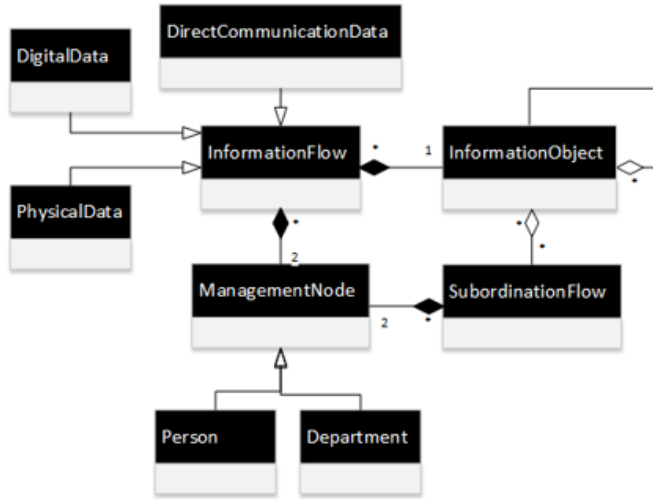 DirectCommunicationData
DigitalData
InformationFlow
* 1
InformationObject
*
PhysicalData
*
*
*
2
ManagementNode
2
*
SubordinationFlow
Person
Department